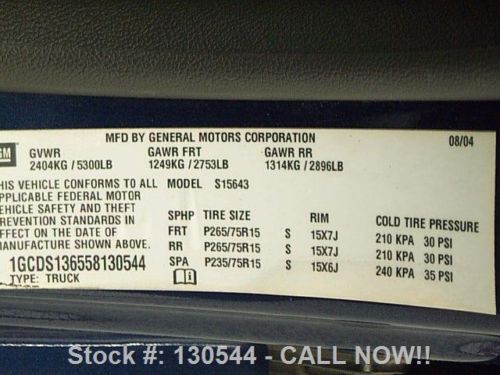 MFD BY GENERAL MOTORS CORPORATION 08/04
GM GVWR GAWR FRT GAWR RR
2404KG / 5300LB 1249KG / 2753LB 1314KG / 2896LB
THIS VEHICLE CONFORMS TO ALL MODEL S15643
APPLICABLE FEDERAL MOTOR
VEHICLE SAFETY AND THEFT SPHP TIRE SIZE RIM COLD TIRE PRESSURE
PREVENTION STANDARDS FRT P265/75R15 S 15X7J 210 KPA 30 PSI
IN EFFECT ON THE DATE OF RR P265/75R15 S 15X7J 210 KPA 30 PSI
MANUFACTURE SHOWN ABOVE. SPA P235/75R15 S 15X6J 240 KPA 35 PSI
1GCDS136558130544
TYPE: TRUCK
Stock #: 130544 - CALL NOW!!